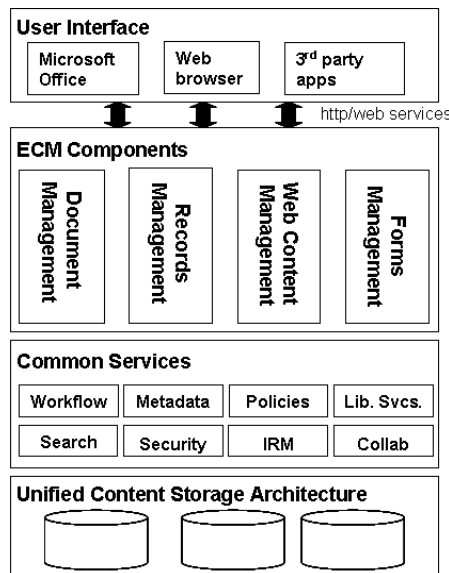 User Interface
Microsoft
Office
Web
browser
3rd party
apps
http/web services
ECM Components
Document
Management
Records
Management
Web Content
Management
Forms
Management
Common Services
Workflow
Metadata
Policies
Lib. Svcs.
Search
Security
IRM
Collab
Unified Content Storage Architecture